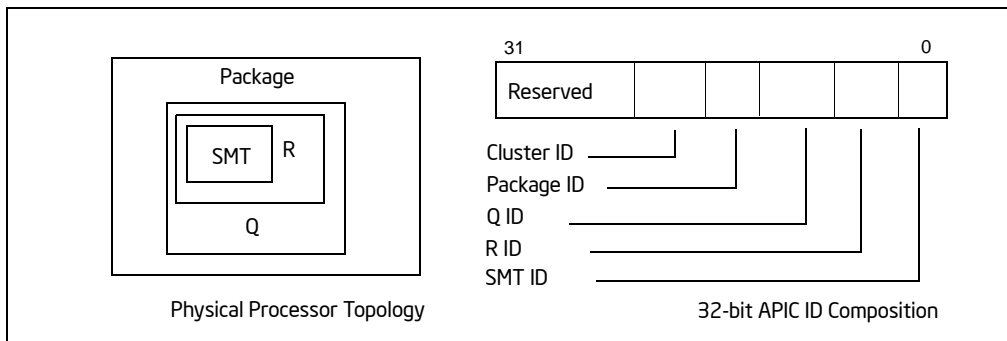 Package
SMT
R
Q
Physical Processor Topology
31
0
Reserved
Cluster ID
Package ID
Q ID
R ID
SMT ID
32-bit APIC ID Composition